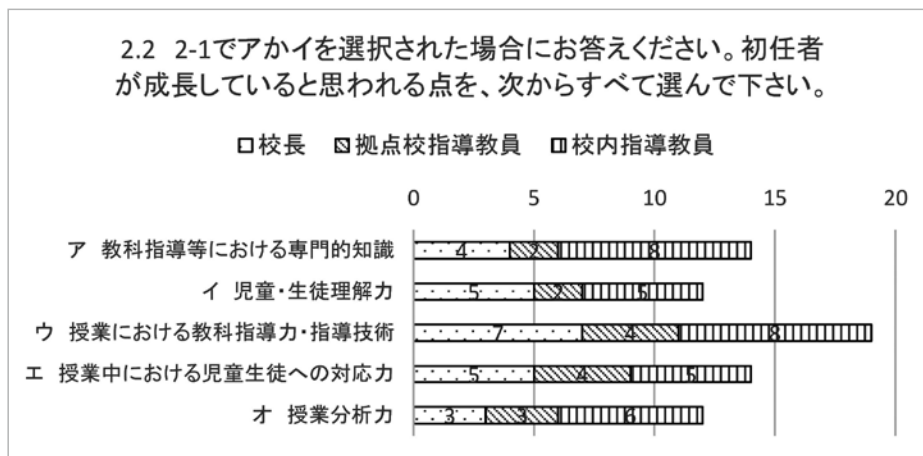 2.2 2-1でアかイを選択された場合にお答えください。初任者
が成長していると思われる点を、次からすべて選んで下さい。
校長 拠点校指導教員 校内指導教員
0 5 10 15 20
ア 教科指導等における専門的知識 4 2 8
イ 児童・生徒理解力 5 2 5
ウ 授業における教科指導力・指導技術 7 4 8
エ 授業中における児童生徒への対応力 5 4 5
オ 授業分析力 3 3 6